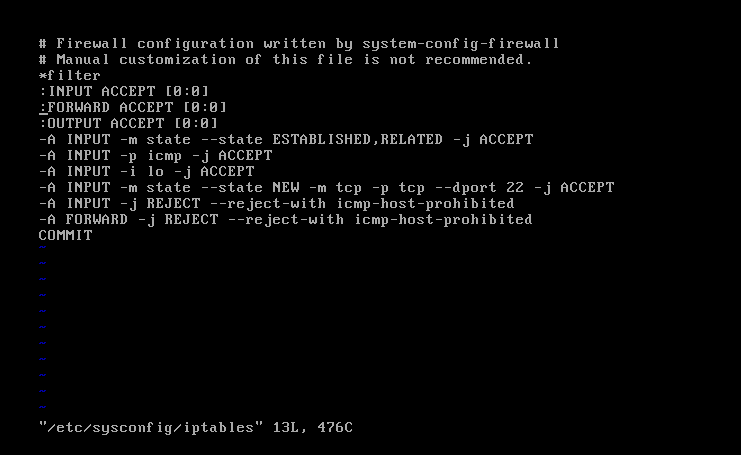 # Firewall configuration written by system-config-firewall
# Manual customization of this file is not recommended.
*filter
:INPUT ACCEPT [0:0]
:FORWARD ACCEPT [0:0]
:OUTPUT ACCEPT [0:0]
-A INPUT -m state --state ESTABLISHED,RELATED -j ACCEPT
-A INPUT -p icmp -j ACCEPT
-A INPUT -i lo -j ACCEPT
-A INPUT -m state --state NEW -m tcp -p tcp --dport 22 -j ACCEPT
-A INPUT -j REJECT --reject-with icmp-host-prohibited
-A FORWARD -j REJECT --reject-with icmp-host-prohibited
COMMIT
~
~
~
~
~
~
~
~
~
~
~
"/etc/sysconfig/iptables" 13L, 476C